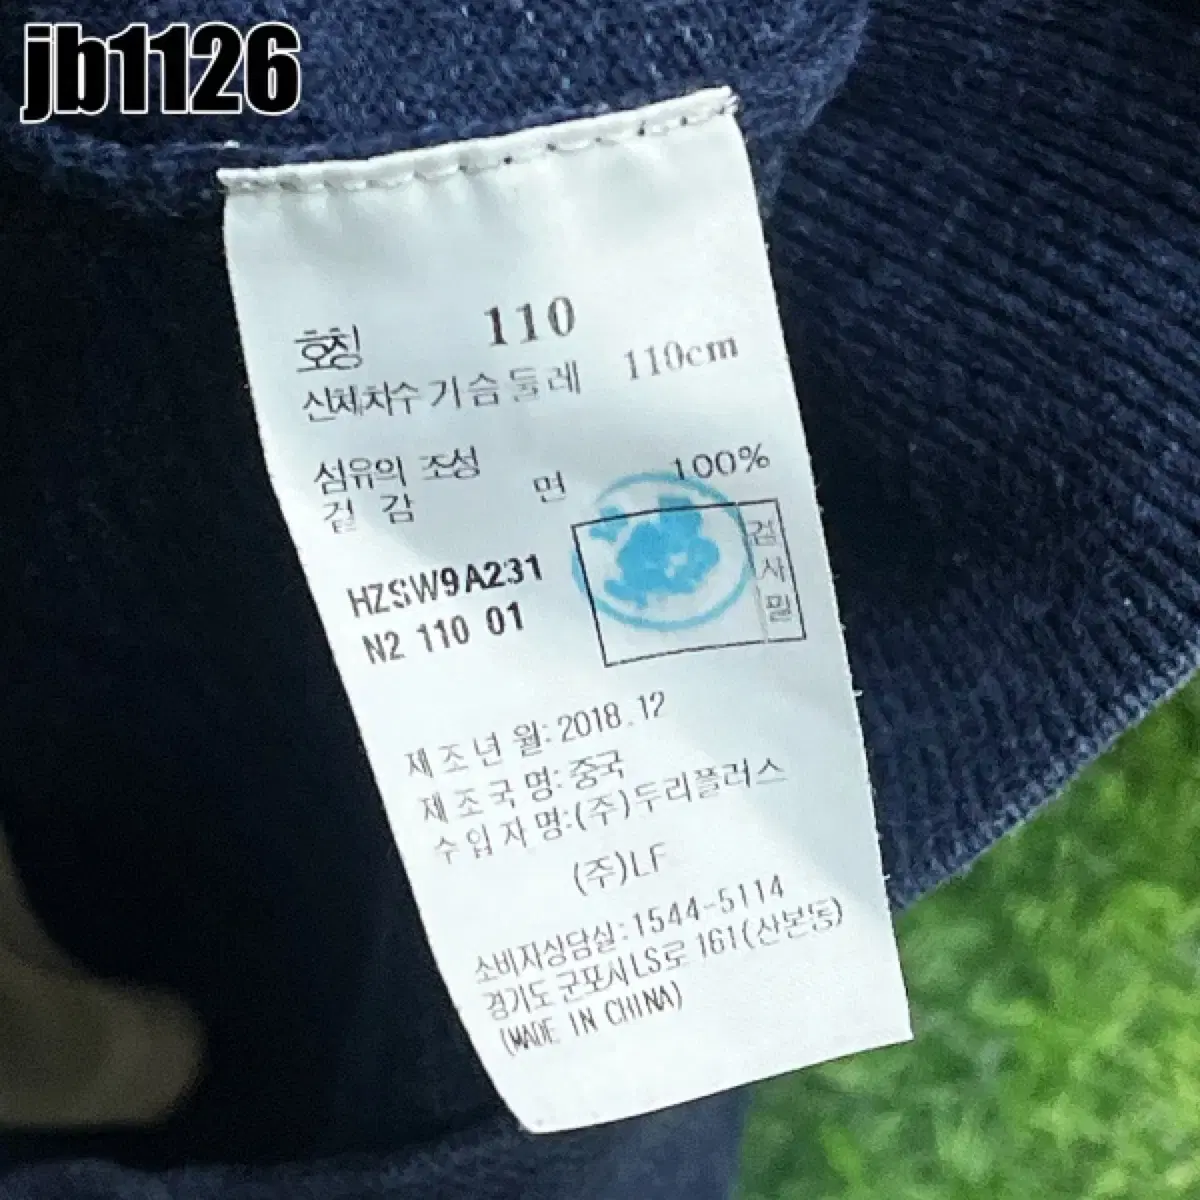 jb1126
호칭 110
신체치수 가슴둘레 110cm
섬유의 조성
겉감 면 100%
검사필
HZSW9A231
N2 110 01
제조년월: 2018.12
제조국명: 중국
수입자명: (주)두리플러스
(주)LF
소비자상담실: 1544-5114
경기도 군포시 LS로 161(산본동)
(MADE IN CHINA)